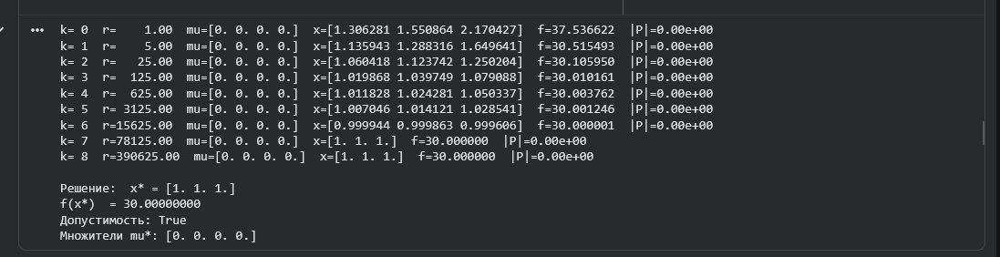 k= 0  r=    1.00  mu=[0. 0. 0. 0.]  x=[1.306281 1.550864 2.170427]  f=37.536622  |P|=0.00e+00
k= 1  r=    5.00  mu=[0. 0. 0. 0.]  x=[1.135943 1.288316 1.649641]  f=30.515493  |P|=0.00e+00
k= 2  r=   25.00  mu=[0. 0. 0. 0.]  x=[1.060418 1.123742 1.250204]  f=30.105950  |P|=0.00e+00
k= 3  r=  125.00  mu=[0. 0. 0. 0.]  x=[1.019868 1.039749 1.079088]  f=30.010161  |P|=0.00e+00
k= 4  r=  625.00  mu=[0. 0. 0. 0.]  x=[1.011828 1.024281 1.050337]  f=30.003762  |P|=0.00e+00
k= 5  r= 3125.00  mu=[0. 0. 0. 0.]  x=[1.007046 1.014121 1.028541]  f=30.001246  |P|=0.00e+00
k= 6  r=15625.00  mu=[0. 0. 0. 0.]  x=[0.999944 0.999863 0.999606]  f=30.000001  |P|=0.00e+00
k= 7  r=78125.00  mu=[0. 0. 0. 0.]  x=[1. 1. 1.]  f=30.000000  |P|=0.00e+00
k= 8  r=390625.00  mu=[0. 0. 0. 0.]  x=[1. 1. 1.]  f=30.000000  |P|=0.00e+00
Решение:  x* = [1. 1. 1.]
f(x*)  = 30.00000000
Допустимость: True
Множители mu*: [0. 0. 0. 0.]